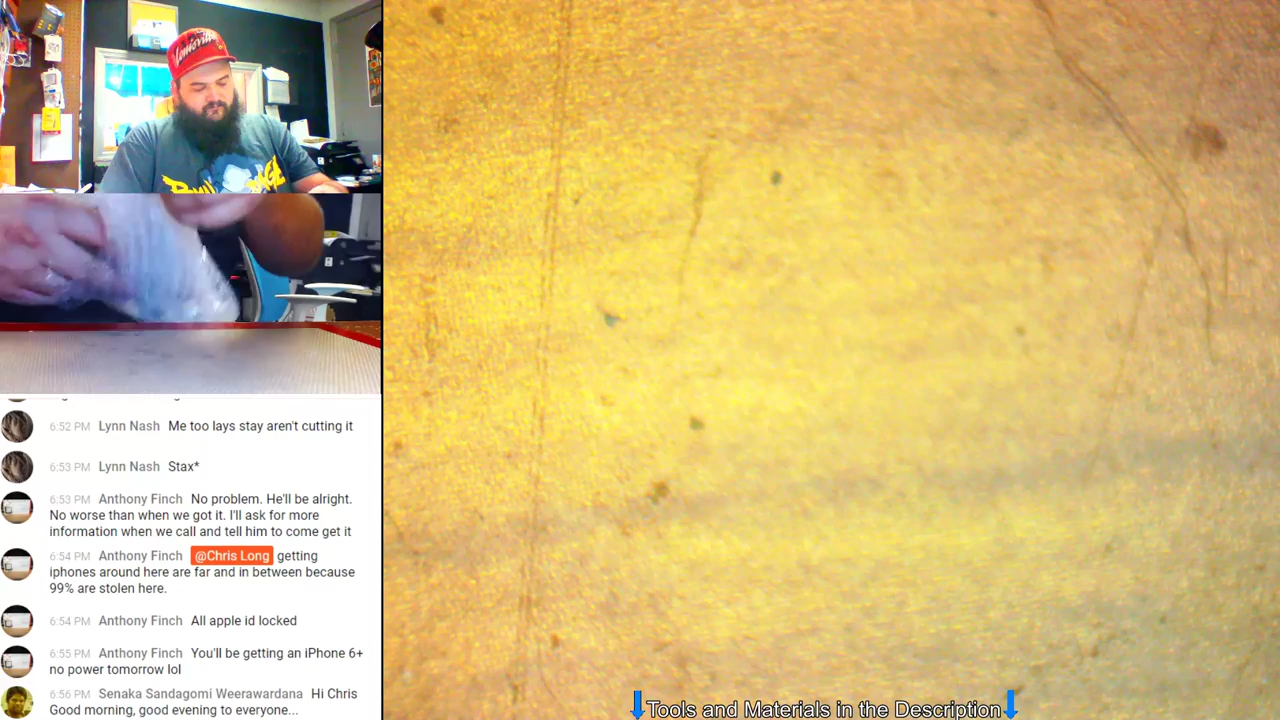 Louisville
6:52 PM Lynn Nash Me too lays stay aren't cutting it
6:53 PM Lynn Nash Stax*
6:53 PM Anthony Finch No problem. He'll be alright.
No worse than when we got it. I'll ask for more
information when we call and tell him to come get it
6:54 PM Anthony Finch @Chris Long getting
iphones around here are far and in between because
99% are stolen here.
6:54 PM Anthony Finch All apple id locked
6:55 PM Anthony Finch You'll be getting an iPhone 6+
no power tomorrow lol
6:56 PM Senaka Sandagomi Weerawardana Hi Chris
Good morning, good evening to everyone...
Tools and Materials in the Description